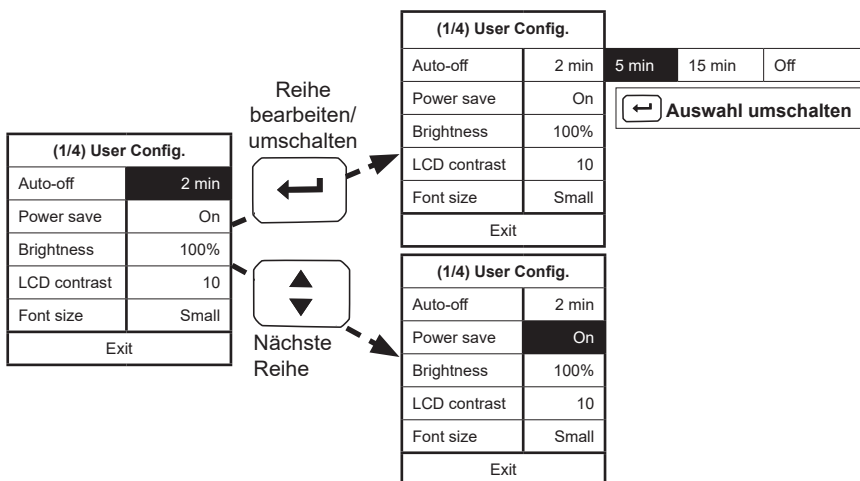 (1/4) User Config.
Auto-off 2 min
Power save On
Brightness 100%
LCD contrast 10
Font size Small
Exit
Reihe
bearbeiten/
umschalten
Nächste
Reihe
(1/4) User Config.
Auto-off 2 min 5 min 15 min Off
Power save On
Auswahl umschalten
Brightness 100%
LCD contrast 10
Font size Small
Exit
(1/4) User Config.
Auto-off 2 min
Power save On
Brightness 100%
LCD contrast 10
Font size Small
Exit